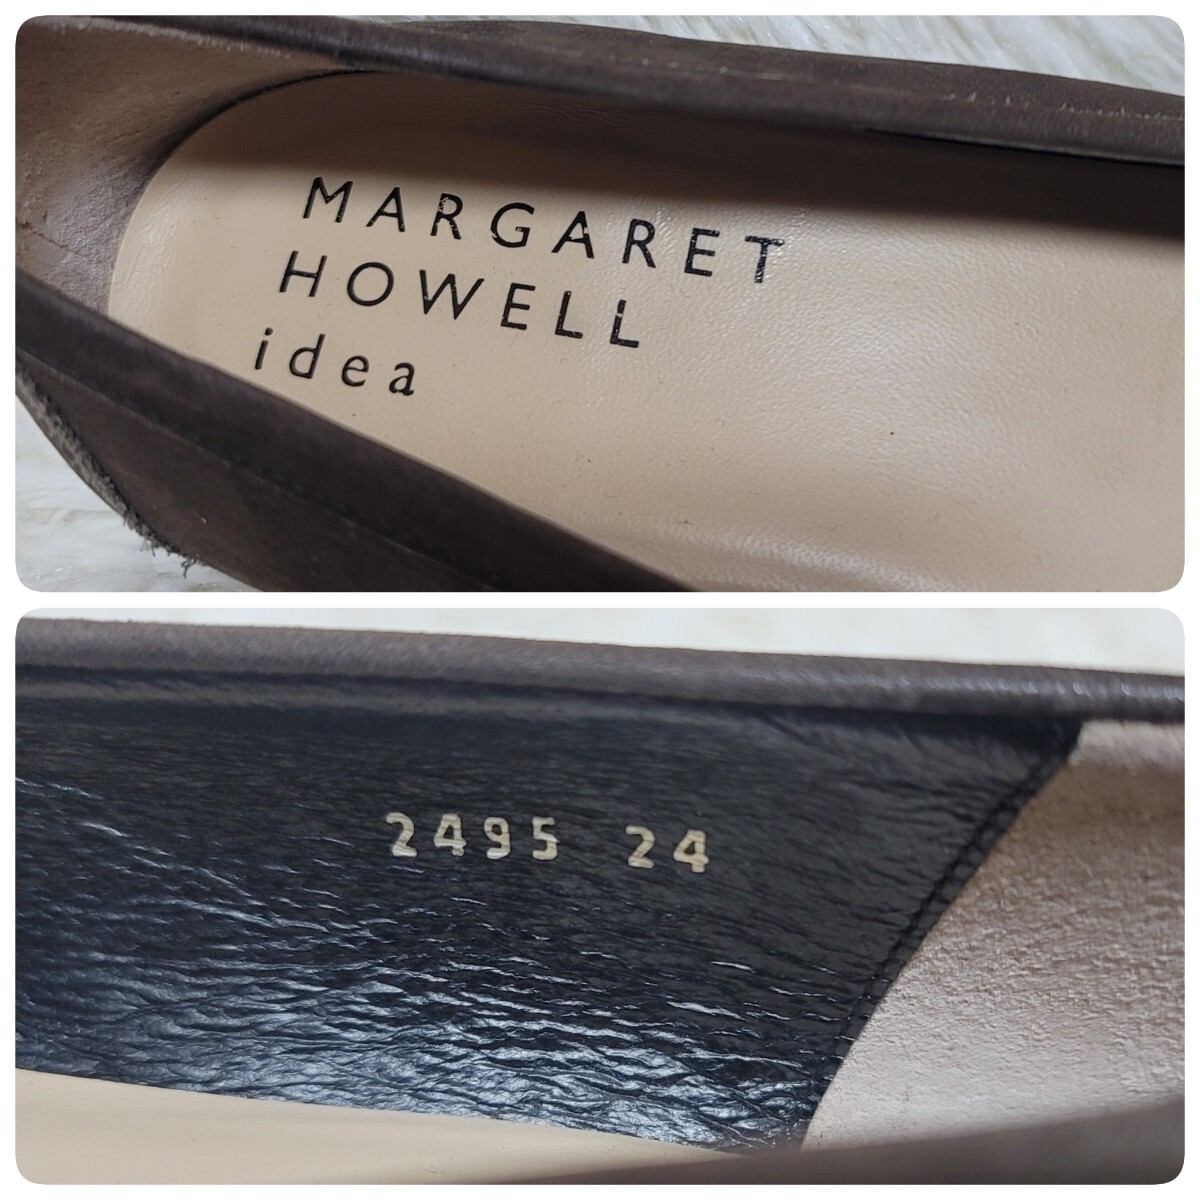 MARGARET
HOWELL
idea
2495 24